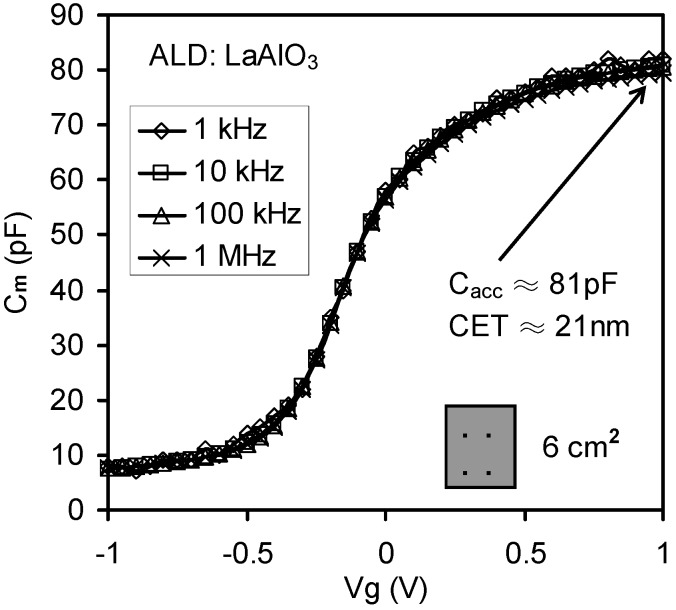 90
80
70
60
50
40
30
20
10
0
Cm (pF)
ALD: LaAlO₃
1 kHz
10 kHz
100 kHz
1 MHz
Cacc ≈ 81pF
CET ≈ 21nm
6 cm²
-1
-0.5
0
0.5
1
Vg (V)